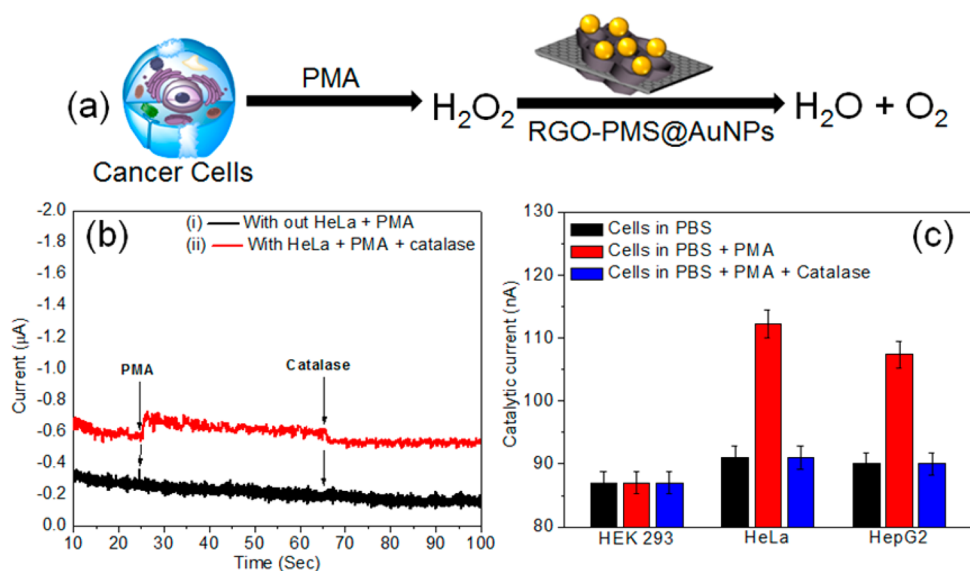 (a)
Cancer Cells
PMA
H₂O₂
RGO-PMS@AuNPs
H₂O + O₂
(b)
(i) With out HeLa + PMA
(ii) With HeLa + PMA + catalase
PMA
Catalase
Current (μA)
-2.0
-1.8
-1.6
-1.4
-1.2
-1.0
-0.8
-0.6
-0.4
-0.2
0.0
10 20 30 40 50 60 70 80 90 100
Time (Sec)
(c)
Cells in PBS
Cells in PBS + PMA
Cells in PBS + PMA + Catalase
Catalytic current (nA)
130
120
110
100
90
80
HEK 293 HeLa HepG2